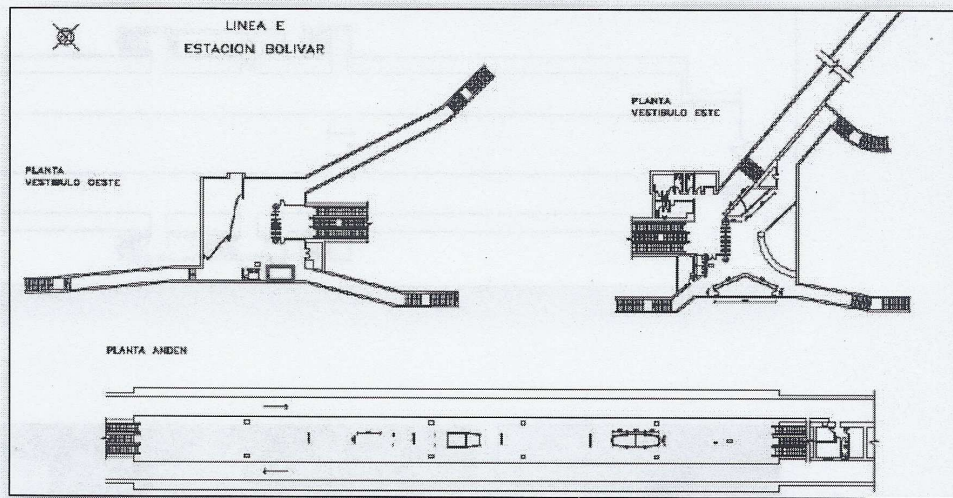 LINEA E
ESTACION BOLIVAR
PLANTA
VESTIBULO OESTE
PLANTA
VESTIBULO ESTE
PLANTA ANDEN